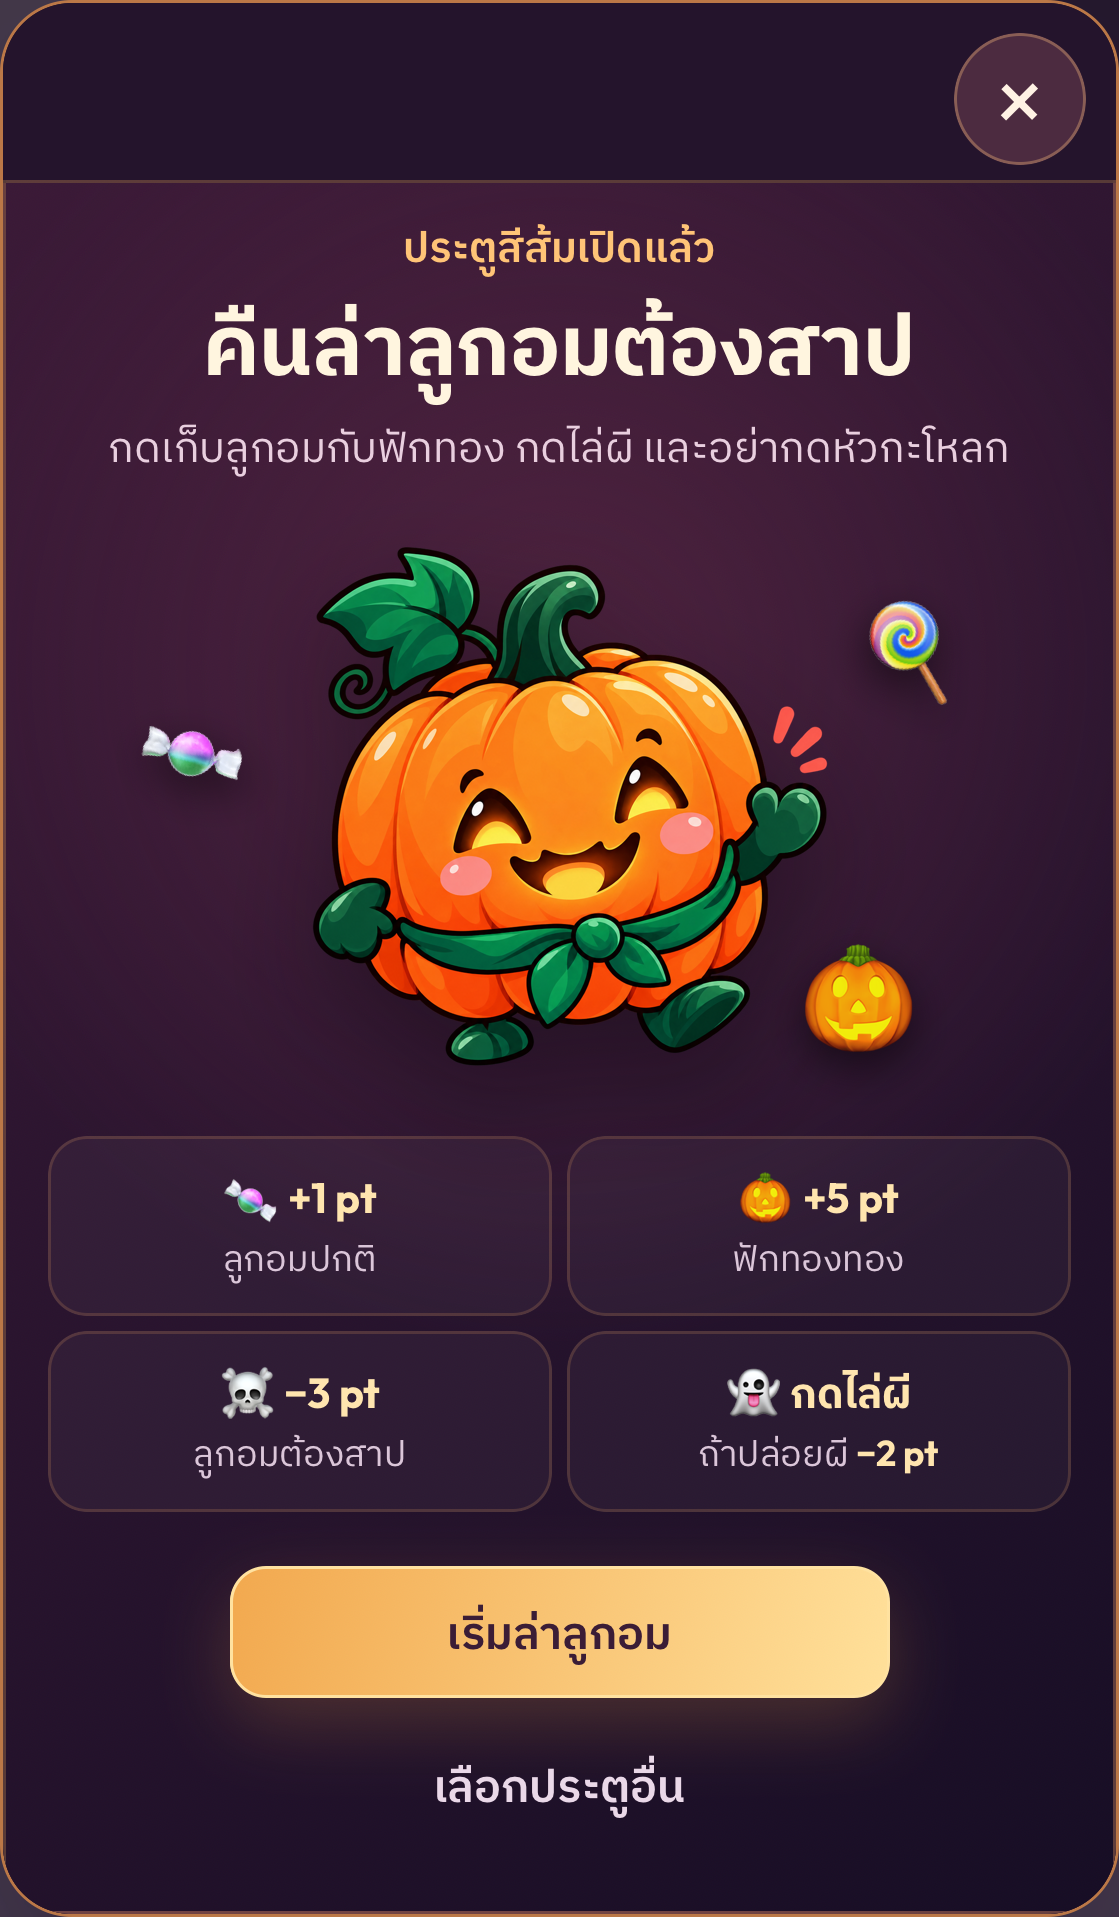 ประตูสีส้มเปิดแล้ว
คืนล่าลูกอมต้องสาป
กดเก็บลูกอมกับฟักทอง กดไล่ผี และอย่ากดหัวกะโหลก
+1 pt
ลูกอมปกติ
+5 pt
ฟักทองทอง
−3 pt
ลูกอมต้องสาป
กดไล่ผี
ถ้าปล่อยผี −2 pt
เริ่มล่าลูกอม
เลือกประตูอื่น